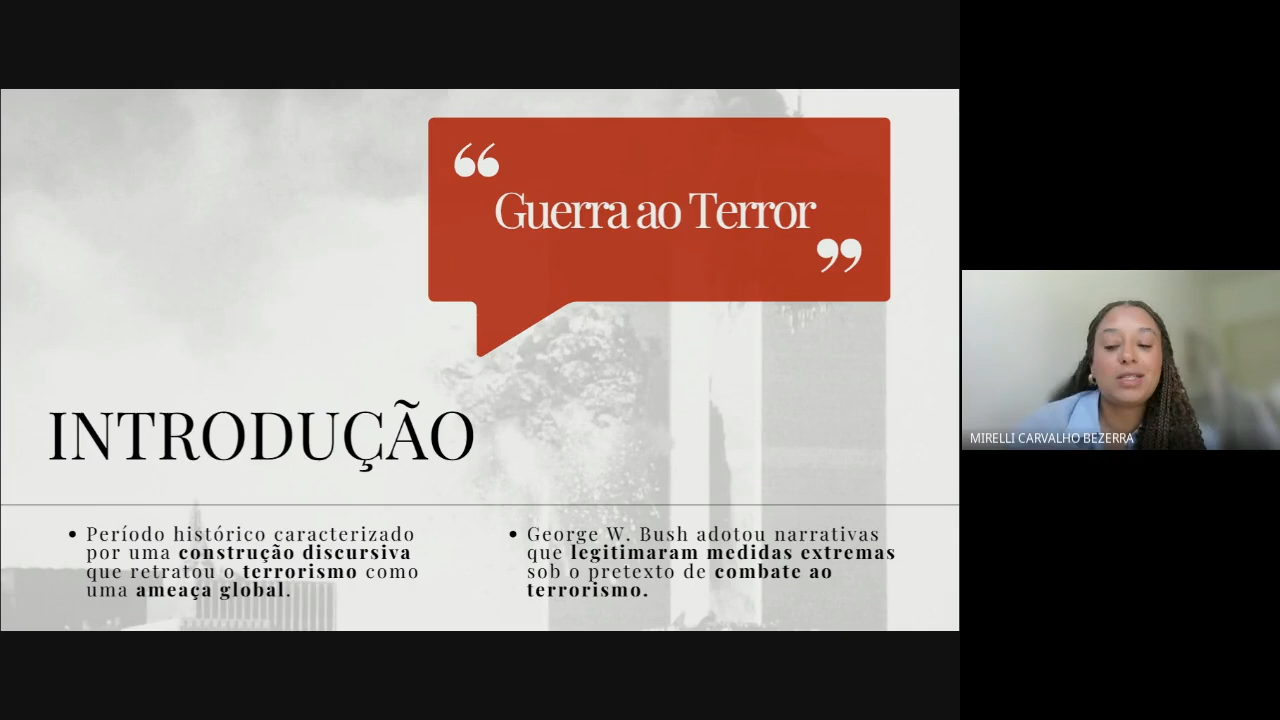 “
Guerra ao Terror
”
INTRODUÇÃO
• Período histórico caracterizado
por uma construção discursiva
que retratou o terrorismo como
uma ameaça global.
• George W. Bush adotou narrativas
que legitimaram medidas extremas
sob o pretexto de combate ao
terrorismo.
MIRELLI CARVALHO BEZERRA